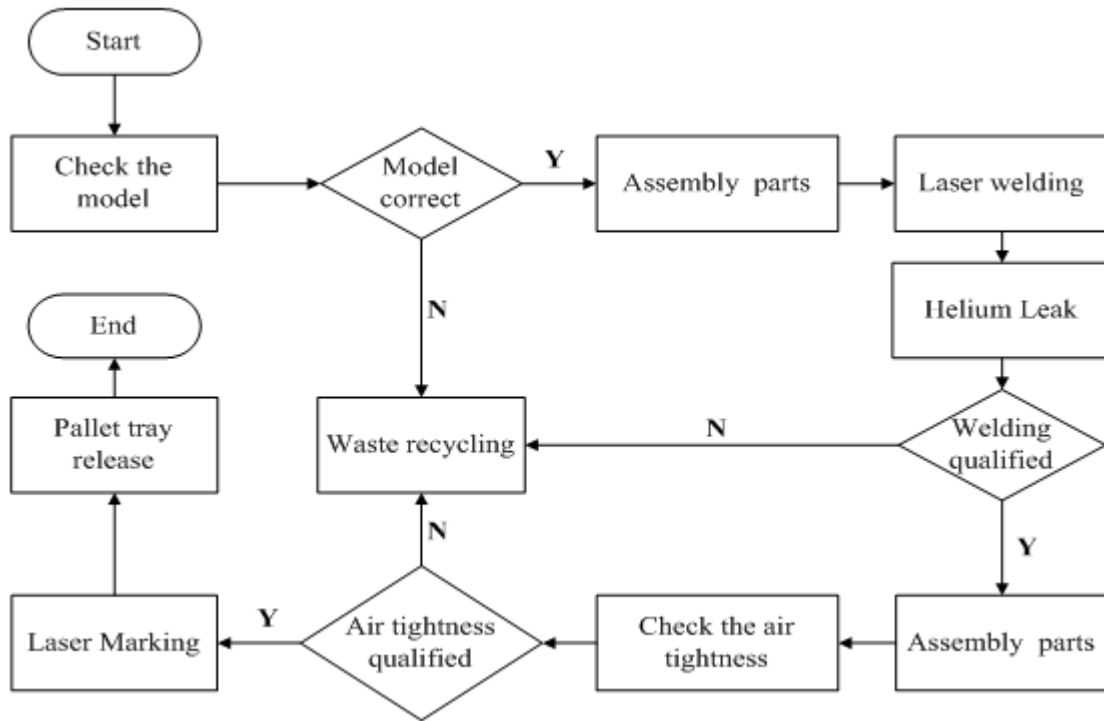 Start
Check the
model
Model
correct
Y
Assembly parts
Laser welding
N
Helium Leak
End
Pallet tray
release
Waste recycling
N
Welding
qualified
N
Y
Laser Marking
Y
Air tightness
qualified
Check the air
tightness
Assembly parts